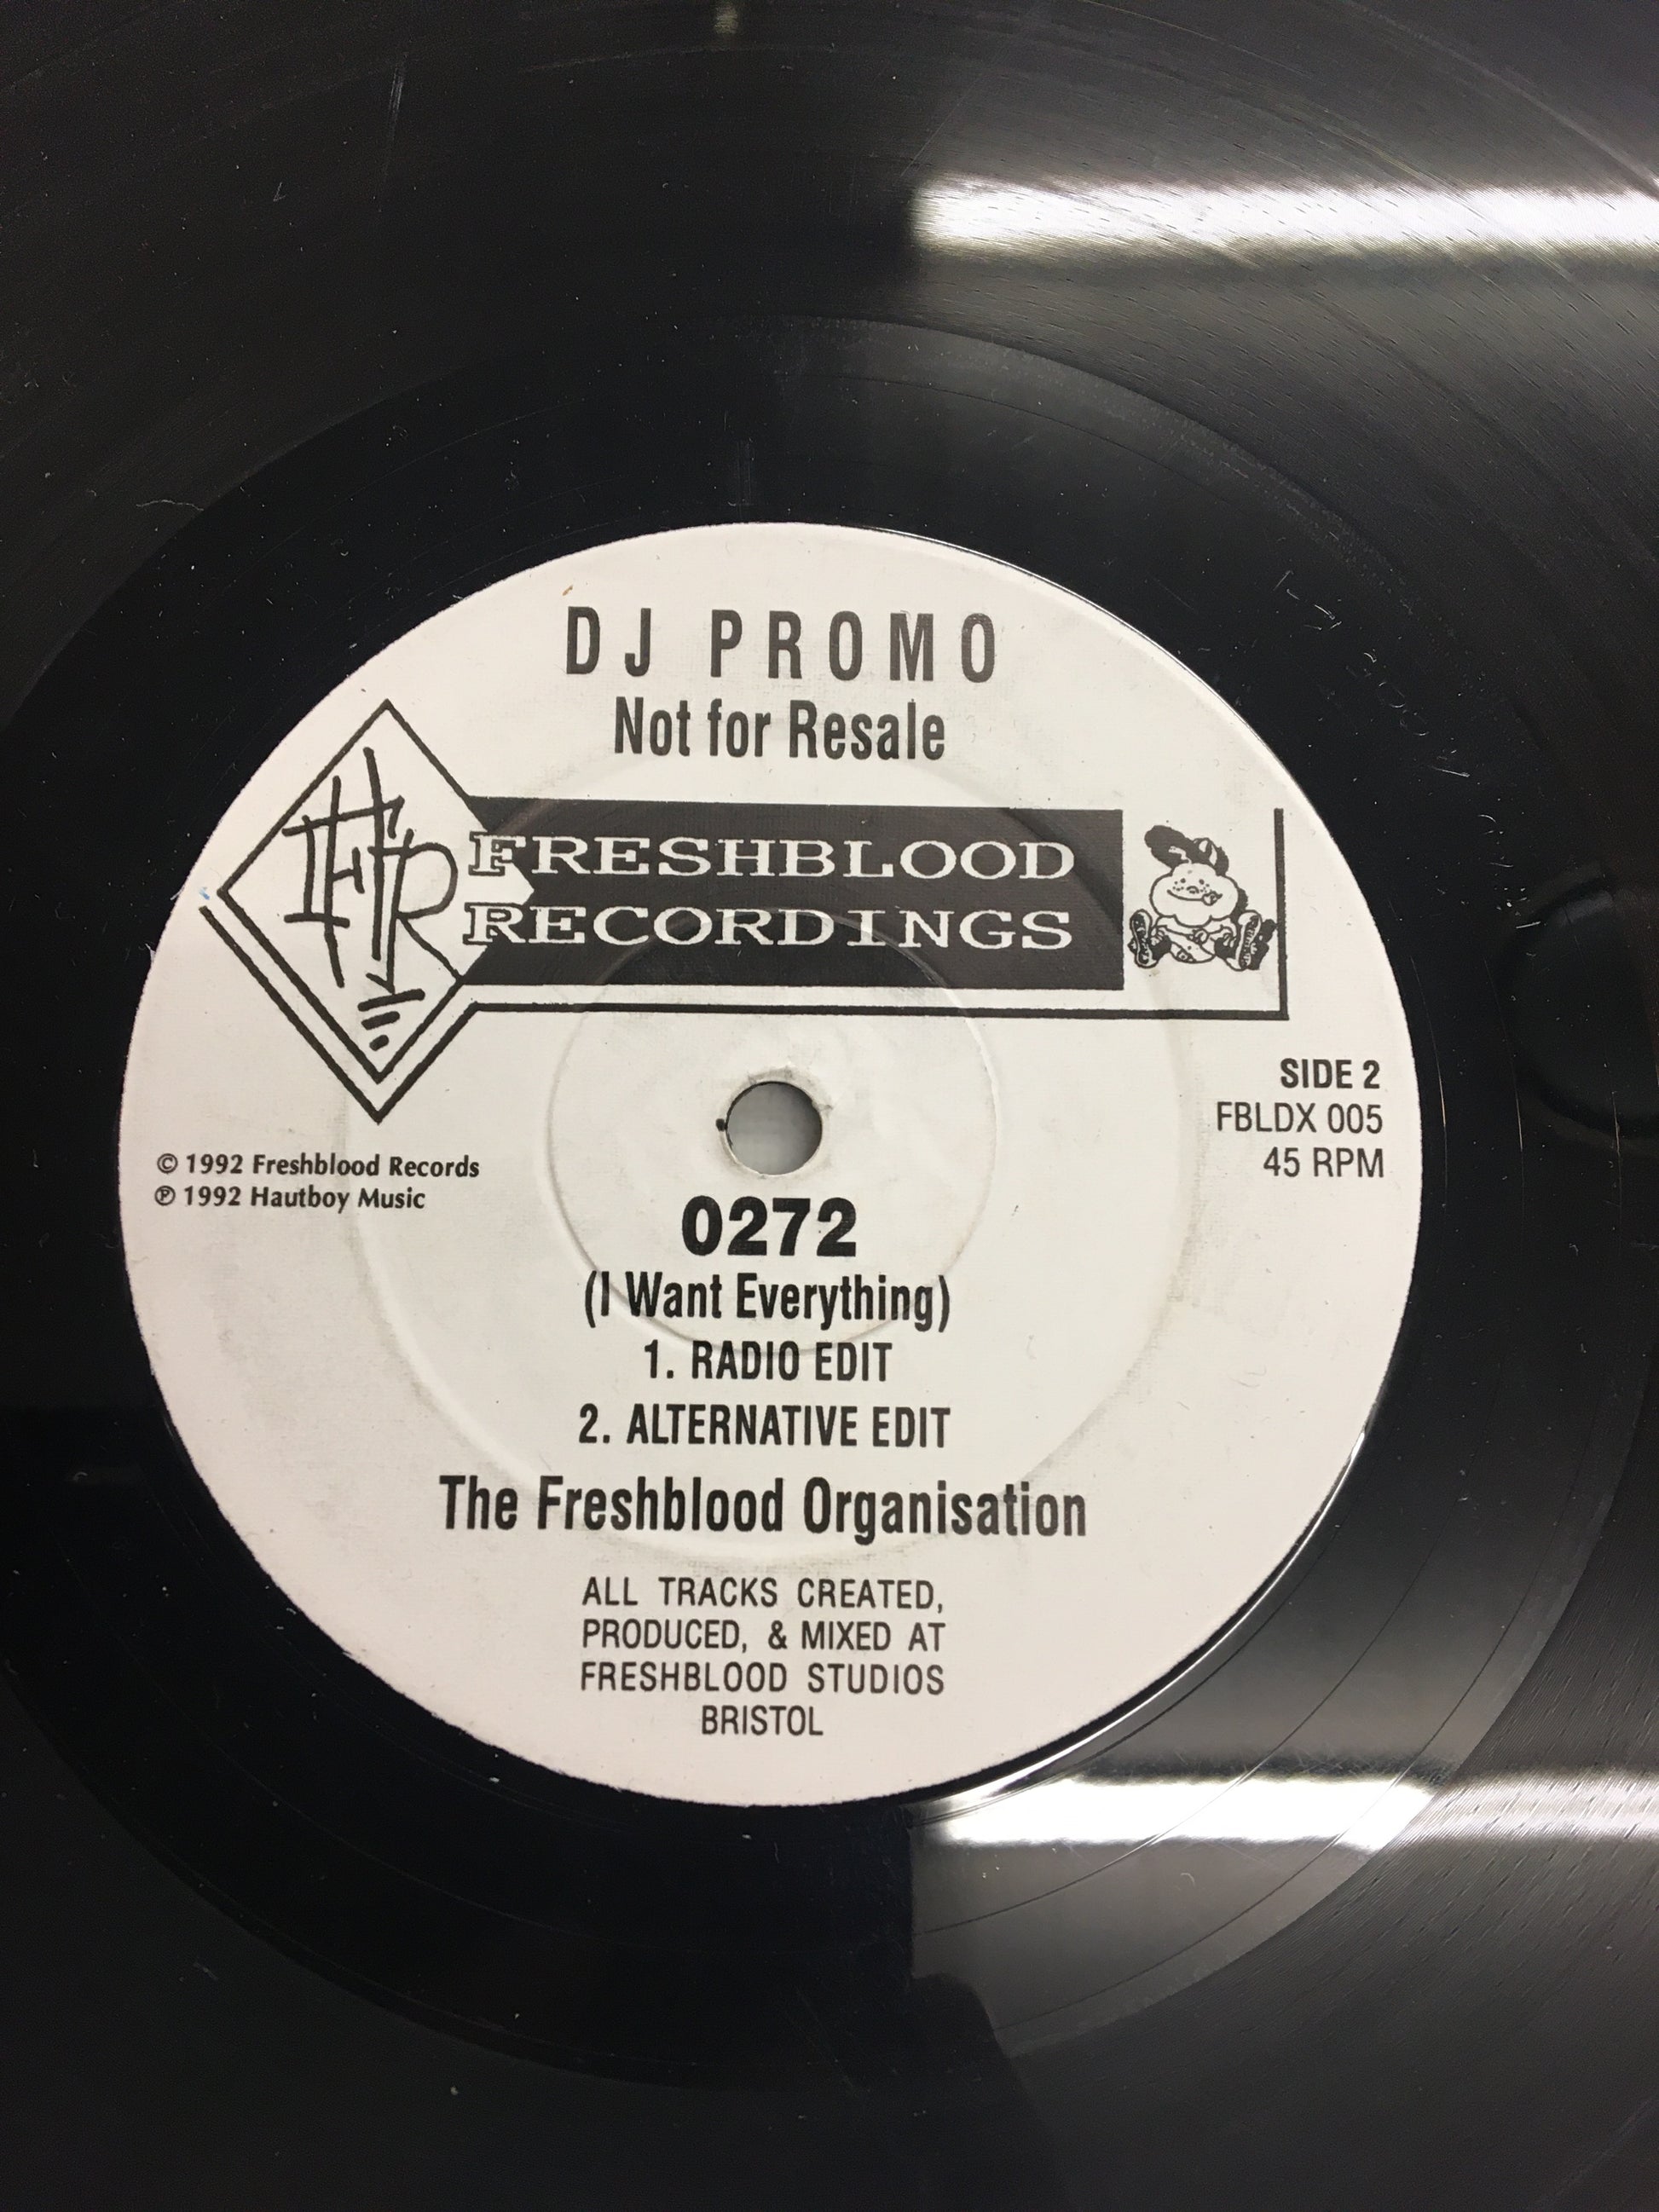 DJ PROMO
Not for Resale
FR
FRESHBLOOD
RECORDINGS
SIDE 2
FBLDX 005
45 RPM
© 1992 Freshblood Records
℗ 1992 Hautboy Music
0272
(I Want Everything)
1. RADIO EDIT
2. ALTERNATIVE EDIT
The Freshblood Organisation
ALL TRACKS CREATED,
PRODUCED, & MIXED AT
FRESHBLOOD STUDIOS
BRISTOL